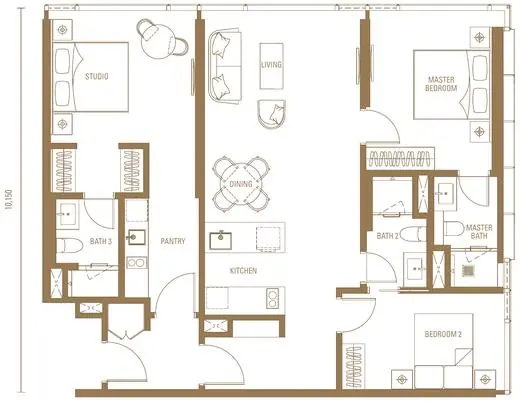 STUDIO
LIVING
MASTER
BEDROOM
10,150
DINING
BATH 3
PANTRY
BATH 2
MASTER
BATH
KITCHEN
BEDROOM 2